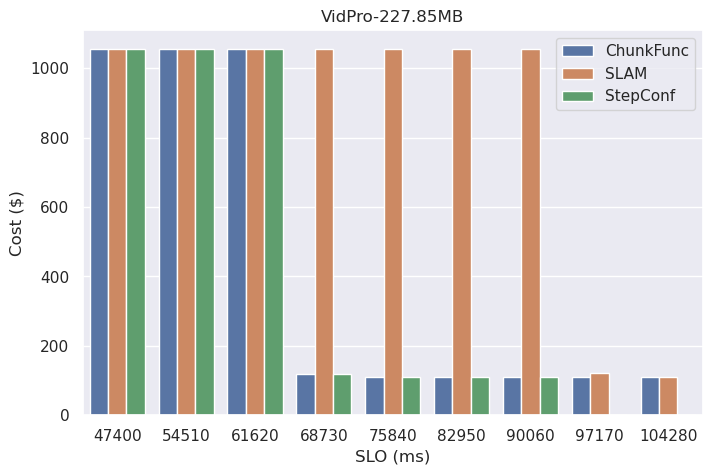 VidPro-227.85MB
ChunkFunc
SLAM
StepConf
Cost ($)
1000
800
600
400
200
0
47400 54510 61620 68730 75840 82950 90060 97170 104280
SLO (ms)